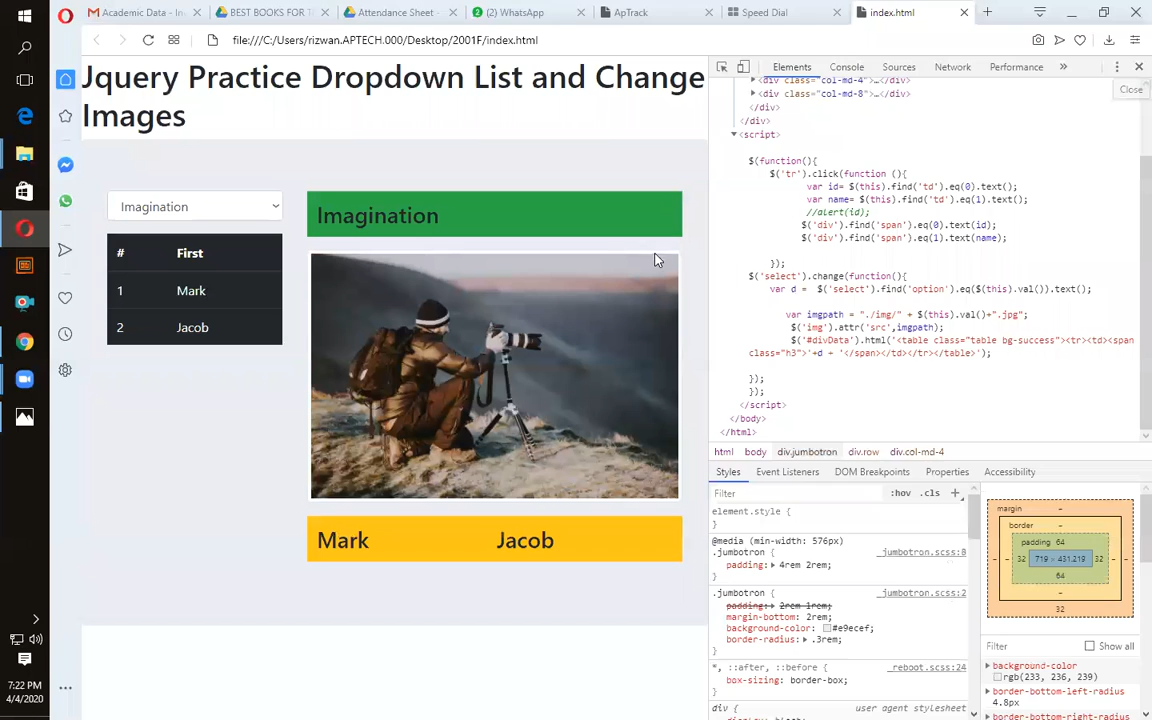 Academic Data - In
BEST BOOKS FOR T
Attendance Sheet -
(2) WhatsApp
ApTrack
Speed Dial
index.html
file:///C:/Users/rizwan.APTECH.000/Desktop/2001F/index.html
Jquery Practice Dropdown List and Change
Images
Imagination
# First
1 Mark
2 Jacob
Imagination
Mark Jacob
Elements Console Sources Network Performance »
Close
<div class="col-md-4">…</div>
<div class="col-md-8">…</div>
</div>
</div>
<script>
$(function(){
$('tr').click(function (){
var id= $(this).find('td').eq(0).text();
var name= $(this).find('td').eq(1).text();
//alert(id);
$('div').find('span').eq(0).text(id);
$('div').find('span').eq(1).text(name);
});
$('select').change(function(){
var d = $('select').find('option').eq($(this).val()).text();
var imgpath = "./img/" + $(this).val()+".jpg";
$('img').attr('src',imgpath);
$('#divData').html('<table class="table bg-success"><tr><td><span
class="h3">'+d + '</span></td></tr></table>');
});
});
</script>
</body>
</html>
html body div.jumbotron div.row div.col-md-4
Styles Event Listeners DOM Breakpoints Properties Accessibility
Filter :hov .cls +
element.style {
}
@media (min-width: 576px)
.jumbotron { _jumbotron.scss:8
padding: 4rem 2rem;
}
.jumbotron { _jumbotron.scss:2
padding: 2rem 1rem;
margin-bottom: 2rem;
background-color: #e9ecef;
border-radius: .3rem;
}
*, ::after, ::before { _reboot.scss:24
box-sizing: border-box;
}
div { user agent stylesheet
margin -
border -
padding 64
- - 32 719 × 431.219 32 - -
64
-
32
Filter Show all
background-color
rgb(233, 236, 239)
border-bottom-left-radius
4.8px
border-bottom-right-radius
7:22 PM
4/4/2020